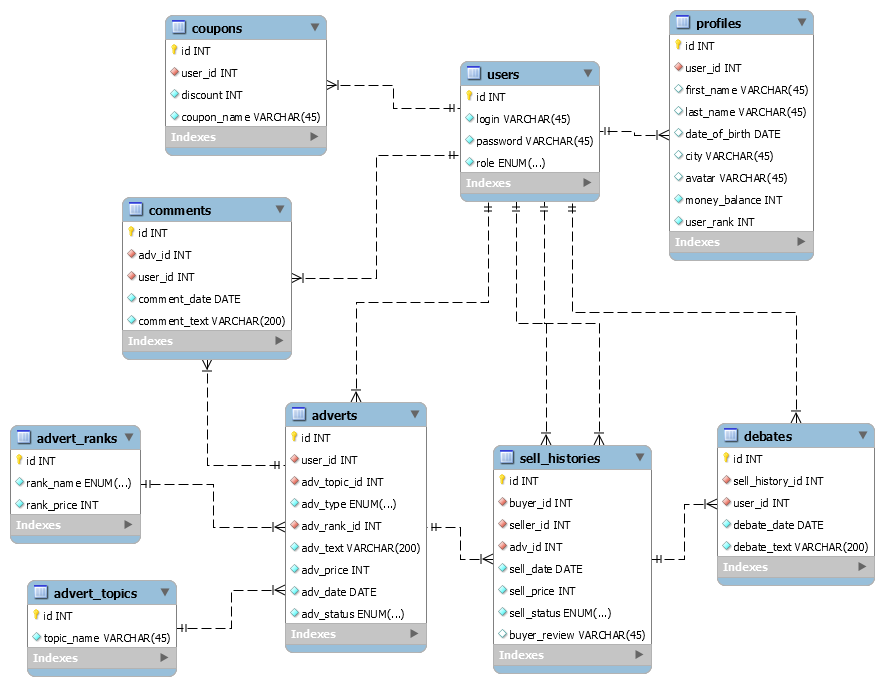 coupons
id INT
user_id INT
discount INT
coupon_name VARCHAR(45)
Indexes
users
id INT
login VARCHAR(45)
password VARCHAR(45)
role ENUM(...)
Indexes
profiles
id INT
user_id INT
first_name VARCHAR(45)
last_name VARCHAR(45)
date_of_birth DATE
city VARCHAR(45)
avatar VARCHAR(45)
money_balance INT
user_rank INT
Indexes
comments
id INT
adv_id INT
user_id INT
comment_date DATE
comment_text VARCHAR(200)
Indexes
advert_ranks
id INT
rank_name ENUM(...)
rank_price INT
Indexes
adverts
id INT
user_id INT
adv_topic_id INT
adv_type ENUM(...)
adv_rank_id INT
adv_text VARCHAR(200)
adv_price INT
adv_date DATE
adv_status ENUM(...)
Indexes
sell_histories
id INT
buyer_id INT
seller_id INT
adv_id INT
sell_date DATE
sell_price INT
sell_status ENUM(...)
buyer_review VARCHAR(45)
Indexes
debates
id INT
sell_history_id INT
user_id INT
debate_date DATE
debate_text VARCHAR(200)
Indexes
advert_topics
id INT
topic_name VARCHAR(45)
Indexes